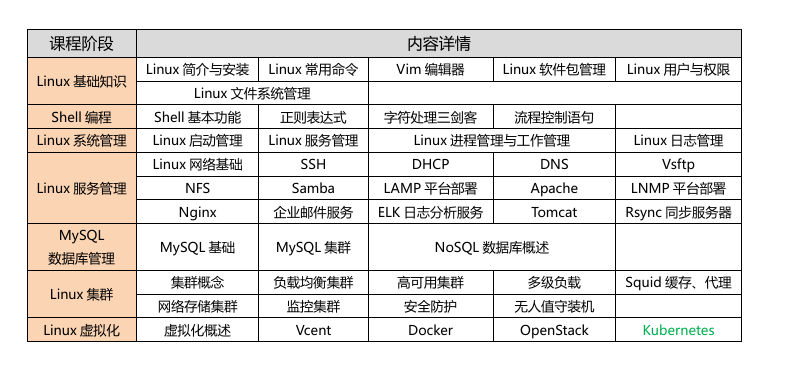 课程阶段 内容详情
Linux 基础知识 Linux 简介与安装 Linux 常用命令 Vim 编辑器 Linux 软件包管理 Linux 用户与权限
Linux 文件系统管理
Shell 编程 Shell 基本功能 正则表达式 字符处理三剑客 流程控制语句
Linux 系统管理 Linux 启动管理 Linux 服务管理 Linux 进程管理与工作管理 Linux 日志管理
Linux 服务管理 Linux 网络基础 SSH DHCP DNS Vsftp
NFS Samba LAMP 平台部署 Apache LNMP 平台部署
Nginx 企业邮件服务 ELK 日志分析服务 Tomcat Rsync 同步服务器
MySQL
数据库管理 MySQL 基础 MySQL 集群 NoSQL 数据库概述
Linux 集群 集群概念 负载均衡集群 高可用集群 多级负载 Squid 缓存、代理
网络存储集群 监控集群 安全防护 无人值守装机
Linux 虚拟化 虚拟化概述 Vcent Docker OpenStack Kubernetes